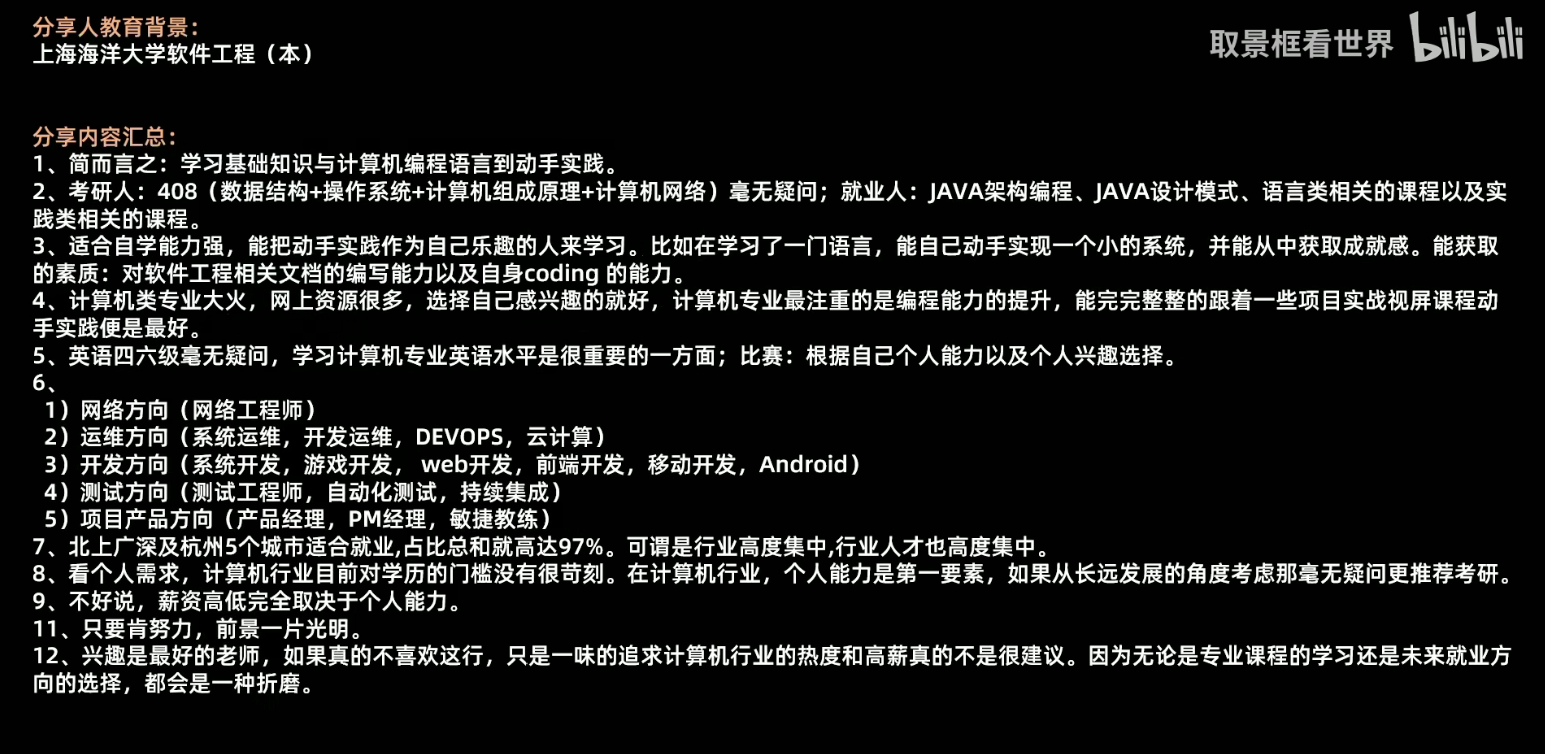 分享人教育背景：
上海海洋大学软件工程（本）
取景框看世界 bilibili
分享内容汇总：
1、简而言之：学习基础知识与计算机编程语言到动手实践。
2、考研人：408（数据结构+操作系统+计算机组成原理+计算机网络）毫无疑问；就业人：JAVA架构编程、JAVA设计模式、语言类相关的课程以及实
践类相关的课程。
3、适合自学能力强，能把动手实践作为自己乐趣的人来学习。比如在学习了一门语言，能自己动手实现一个小的系统，并能从中获取成就感。能获取
的素质：对软件工程相关文档的编写能力以及自身coding 的能力。
4、计算机类专业大火，网上资源很多，选择自己感兴趣的就好，计算机专业最注重的是编程能力的提升，能完完整整的跟着一些项目实战视屏课程动
手实践便是最好。
5、英语四六级毫无疑问，学习计算机专业英语水平是很重要的一方面；比赛：根据自己个人能力以及个人兴趣选择。
6、
1）网络方向（网络工程师）
2）运维方向（系统运维，开发运维，DEVOPS，云计算）
3）开发方向（系统开发，游戏开发， web开发，前端开发，移动开发，Android）
4）测试方向（测试工程师，自动化测试，持续集成）
5）项目产品方向（产品经理，PM经理，敏捷教练）
7、北上广深及杭州5个城市适合就业,占比总和就高达97%。可谓是行业高度集中,行业人才也高度集中。
8、看个人需求，计算机行业目前对学历的门槛没有很苛刻。在计算机行业，个人能力是第一要素，如果从长远发展的角度考虑那毫无疑问更推荐考研。
9、不好说，薪资高低完全取决于个人能力。
11、只要肯努力，前景一片光明。
12、兴趣是最好的老师，如果真的不喜欢这行，只是一味的追求计算机行业的热度和高薪真的不是很建议。因为无论是专业课程的学习还是未来就业方
向的选择，都会是一种折磨。